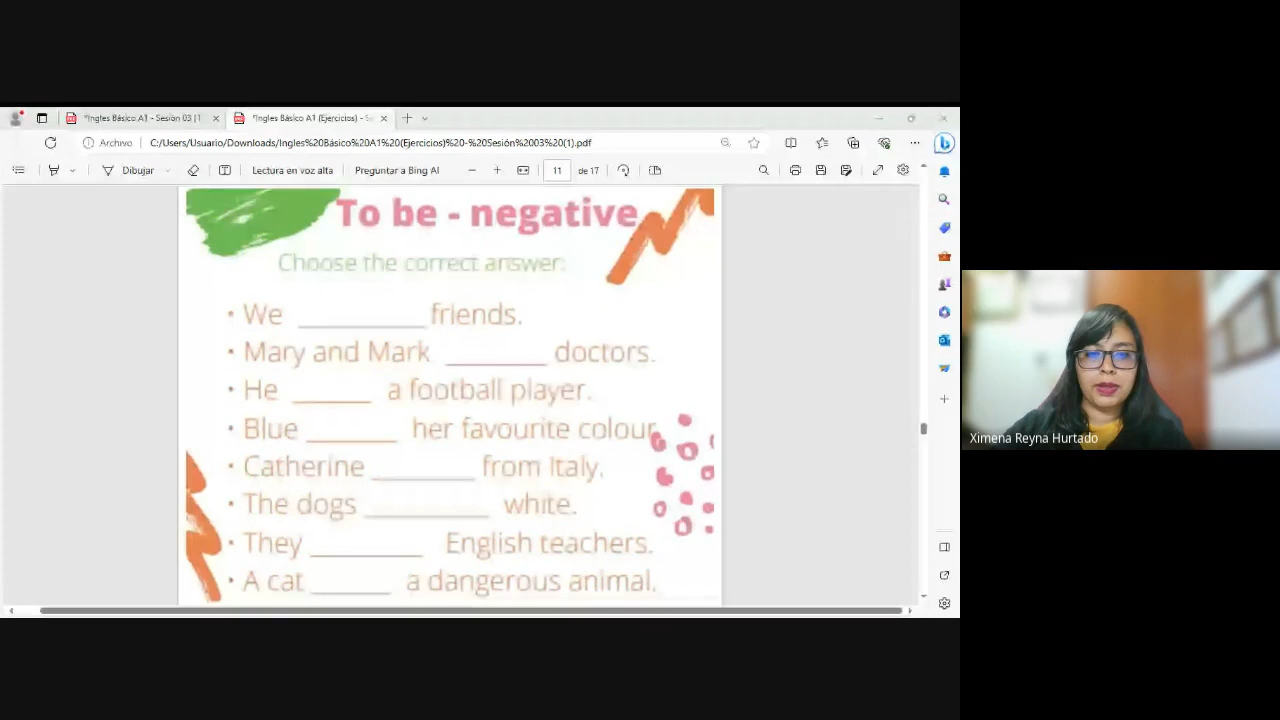 *Ingles Básico A1 - Sesión 03 (1
*Ingles Básico A1 (Ejercicios) - Se
Archivo
C:/Users/Usuario/Downloads/Ingles%20Básico%20A1%20(Ejercicios)%20-%20Sesión%2003%20(1).pdf
Dibujar
Lectura en voz alta
Preguntar a Bing AI
11
de 17
To be - negative
Choose the correct answer:
• We __________ friends.
• Mary and Mark ________ doctors.
• He ______ a football player.
• Blue _______ her favourite colour.
• Catherine ________ from Italy.
• The dogs __________ white.
• They _________ English teachers.
• A cat ______ a dangerous animal.
Ximena Reyna Hurtado